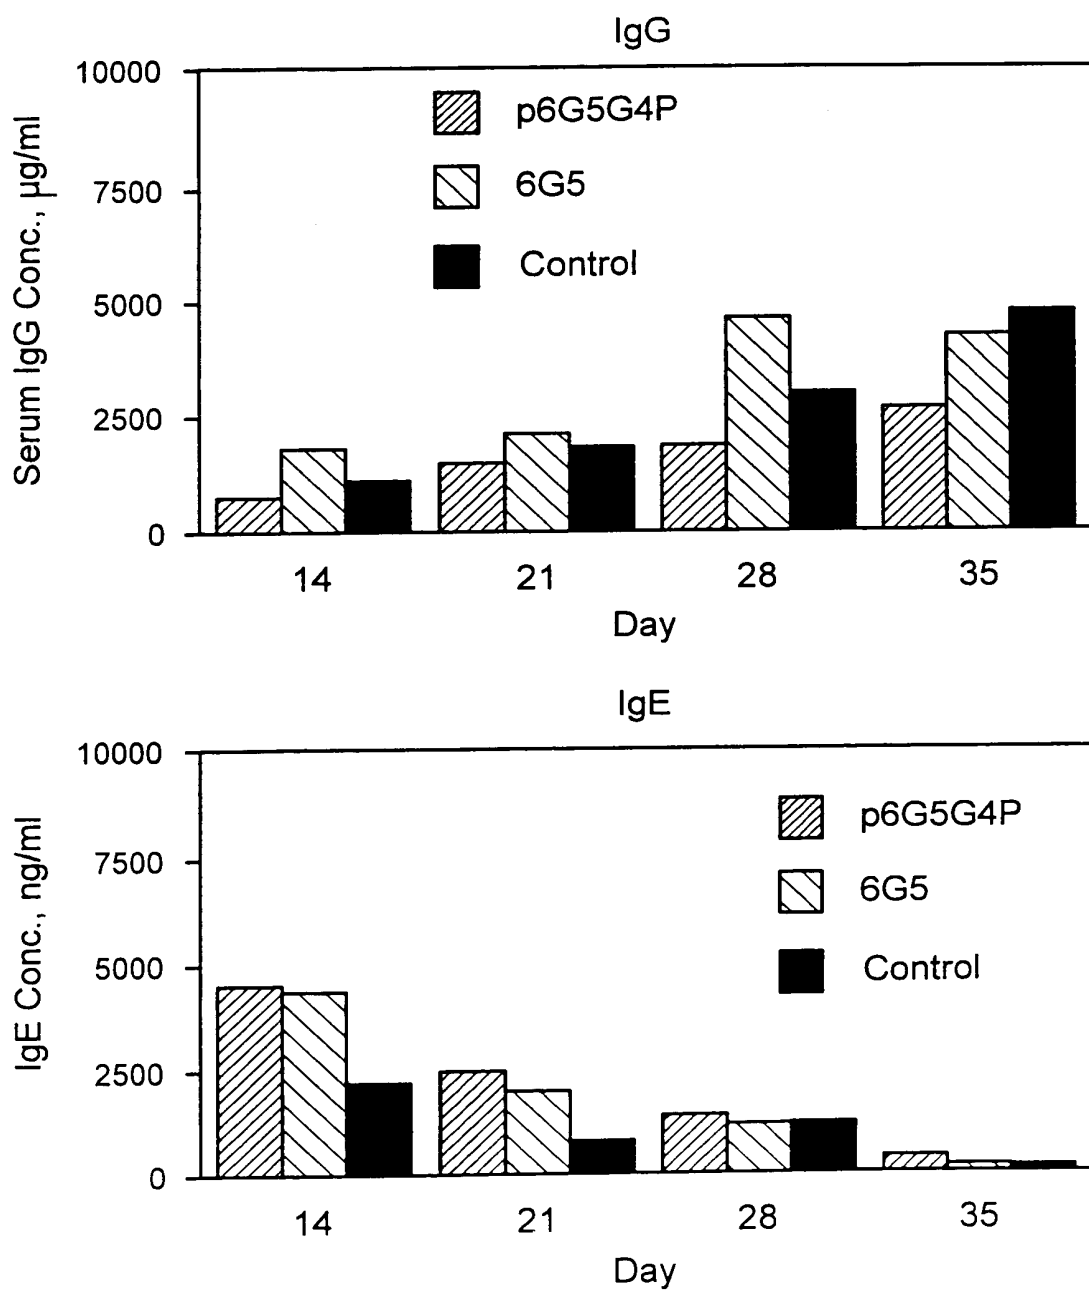 IgG
10000
7500
5000
2500
0
Serum IgG Conc., µg/ml
p6G5G4P
6G5
Control
14 21 28 35
Day
IgE
10000
7500
5000
2500
0
IgE Conc., ng/ml
p6G5G4P
6G5
Control
14 21 28 35
Day